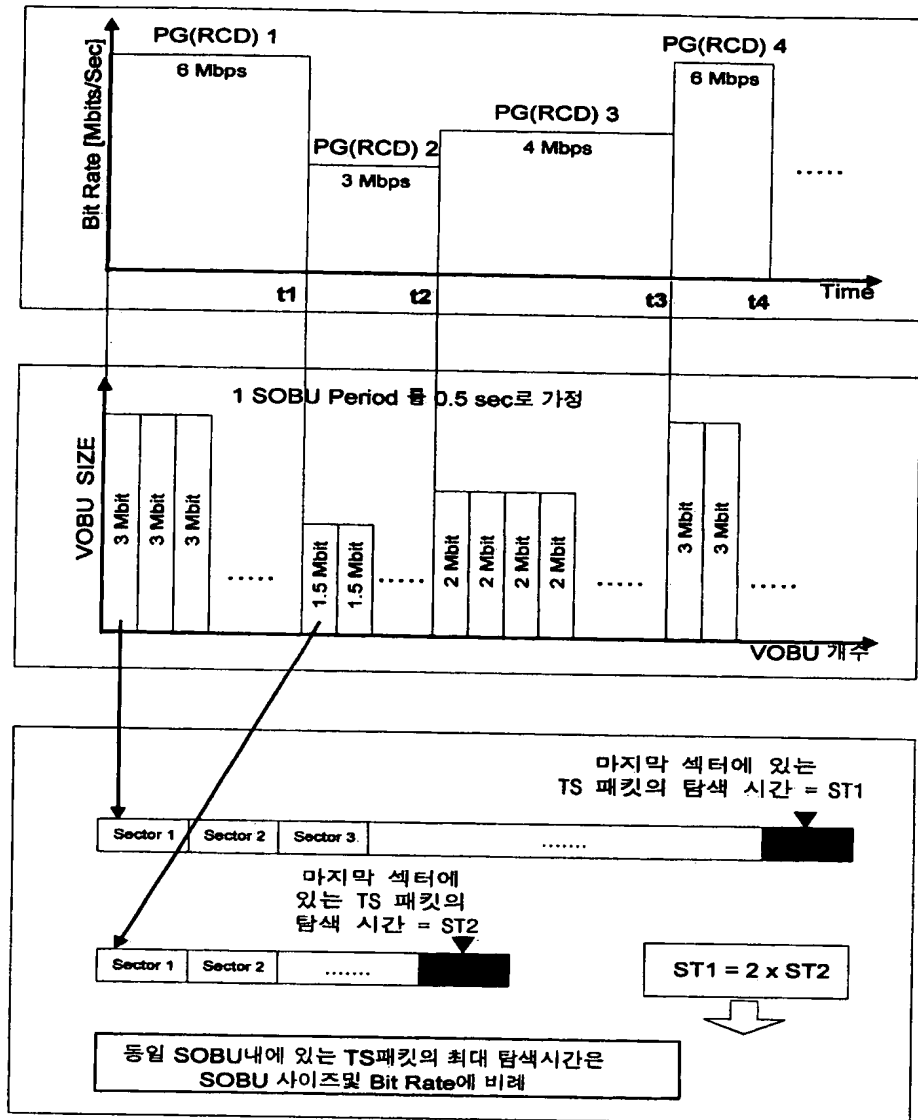 PG(RCD) 1
6 Mbps
PG(RCD) 2
3 Mbps
PG(RCD) 3
4 Mbps
PG(RCD) 4
6 Mbps
.....
Bit Rate [Mbits/Sec]
t1
t2
t3
t4
Time
1 SOBU Period 를 0.5 sec로 가정
VOBU SIZE
3 Mbit
3 Mbit
3 Mbit
.....
1.5 Mbit
1.5 Mbit
.....
2 Mbit
2 Mbit
2 Mbit
2 Mbit
.....
3 Mbit
3 Mbit
.....
VOBU 개수
마지막 섹터에 있는
TS 패킷의 탐색 시간 = ST1
Sector 1
Sector 2
Sector 3
.......
마지막 섹터에
있는 TS 패킷의
탐색 시간 = ST2
Sector 1
Sector 2
.......
ST1 = 2 x ST2
동일 SOBU내에 있는 TS패킷의 최대 탐색시간은
SOBU 사이즈및 Bit Rate에 비례